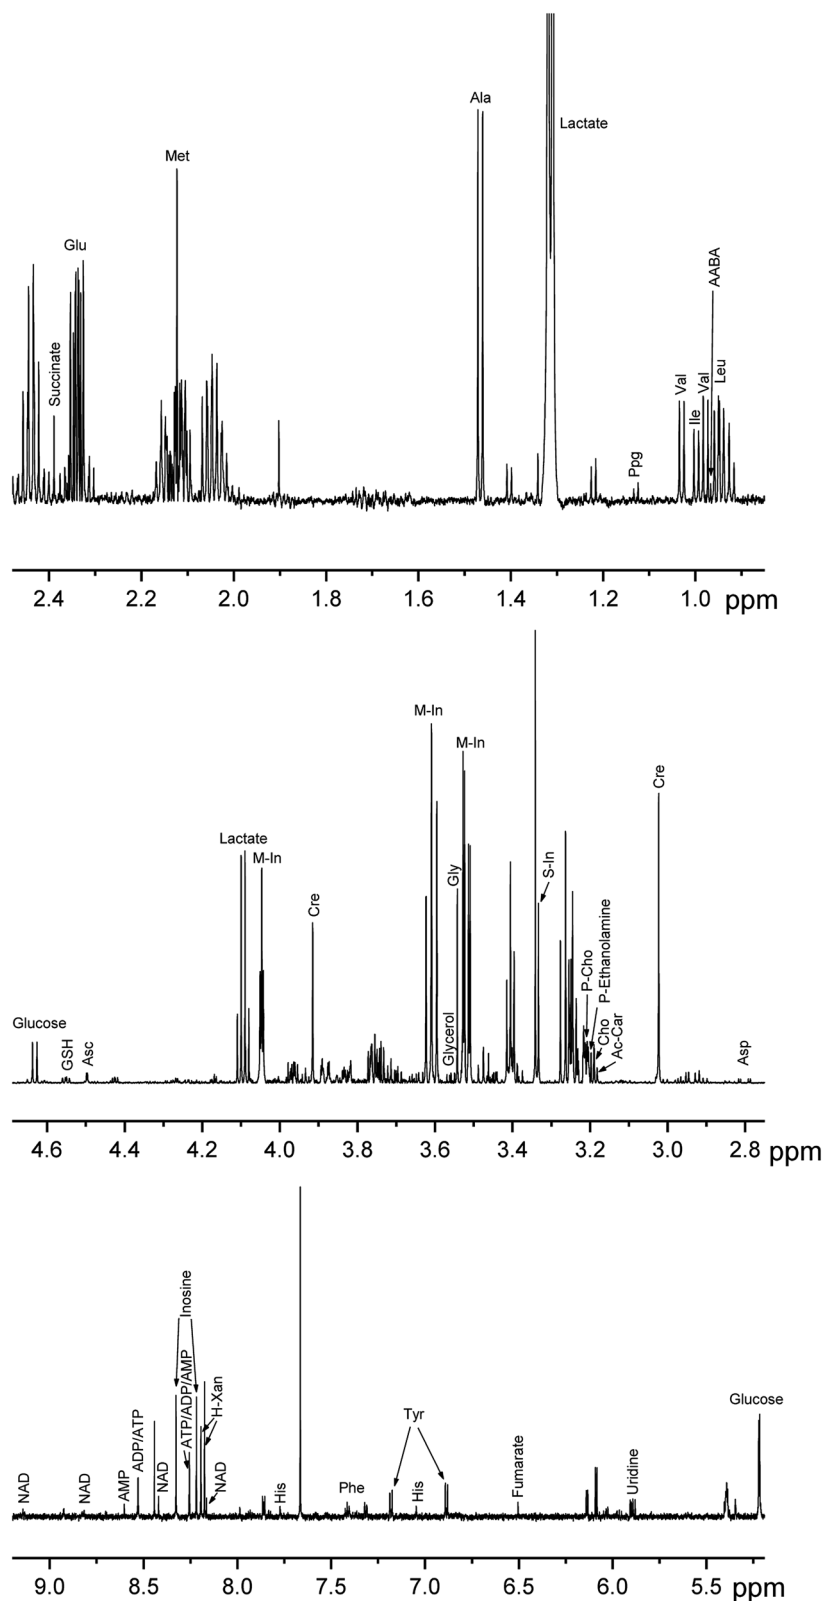 Ala
Lactate
Met
Glu
Succinate
AABA
Val
Ile
Val
Leu
Ppg
2.4 2.2 2.0 1.8 1.6 1.4 1.2 1.0 ppm
M-In
M-In
Cre
Lactate
M-In
Cre
Gly
S-In
P-Cho
P-Ethanolamine
Cho
Ac-Car
Glycerol
Glucose
GSH
Asc
Asp
4.6 4.4 4.2 4.0 3.8 3.6 3.4 3.2 3.0 2.8 ppm
Inosine
ATP/ADP/AMP
H-Xan
Glucose
Tyr
NAD
NAD
AMP
ADP/ATP
NAD
NAD
His
Phe
His
Fumarate
Uridine
9.0 8.5 8.0 7.5 7.0 6.5 6.0 5.5 ppm